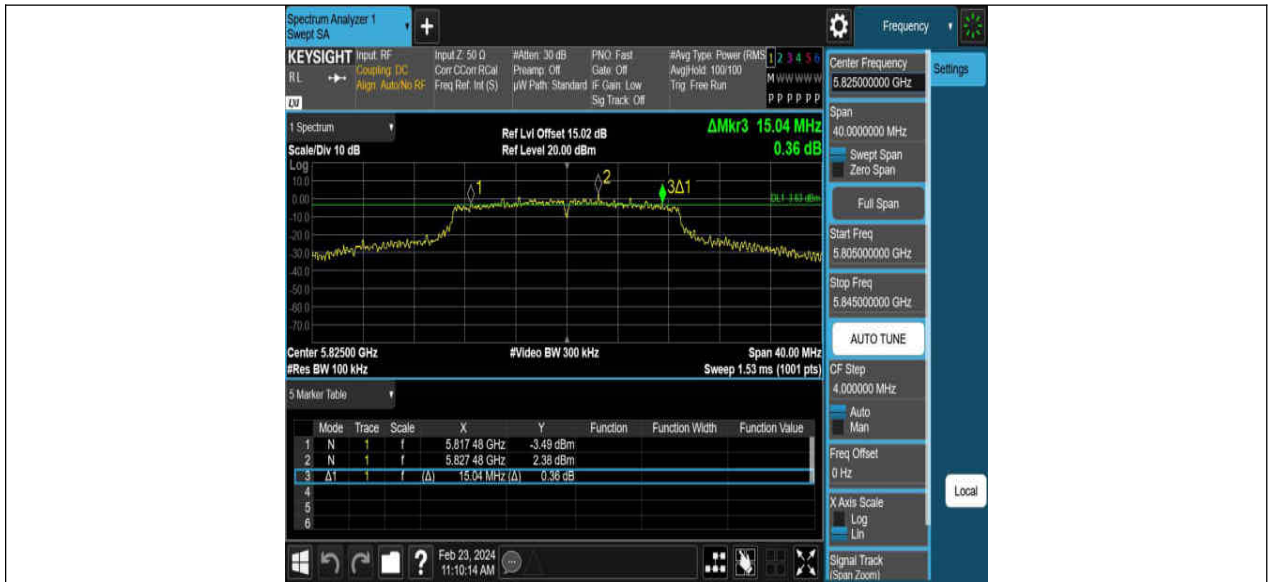 Spectrum Analyzer 1
Swept SA
+
Frequency
KEYSIGHT
RL
LXI
Input: RF
Coupling: DC
Align: Auto/No RF
Input Z: 50 Ω
Corr CCorr RCal
Freq Ref: Int (S)
#Atten: 30 dB
Preamp: Off
µW Path: Standard
PNO: Fast
Gate: Off
IF Gain: Low
Sig Track: Off
#Avg Type: Power (RMS
Avg|Hold: 100/100
Trig: Free Run
1 2 3 4 5 6
M W W W W W
P P P P P P
1 Spectrum
Scale/Div 10 dB
Ref Lvl Offset 15.02 dB
Ref Level 20.00 dBm
ΔMkr3 15.04 MHz
0.36 dB
Log
10.0
0.00
-10.0
-20.0
-30.0
-40.0
-50.0
-60.0
-70.0
1
2
3Δ1
DL1 -3.63 dBm
Center 5.82500 GHz
#Video BW 300 kHz
Span 40.00 MHz
#Res BW 100 kHz
Sweep 1.53 ms (1001 pts)
5 Marker Table
Mode Trace Scale X Y Function Function Width Function Value
1 N 1 f 5.817 48 GHz -3.49 dBm
2 N 1 f 5.827 48 GHz 2.38 dBm
3 Δ1 1 f (Δ) 15.04 MHz (Δ) 0.36 dB
4
5
6
?
Feb 23, 2024
11:10:14 AM
Center Frequency
5.825000000 GHz
Settings
Span
40.0000000 MHz
Swept Span
Zero Span
Full Span
Start Freq
5.805000000 GHz
Stop Freq
5.845000000 GHz
AUTO TUNE
CF Step
4.000000 MHz
Auto
Man
Freq Offset
0 Hz
X Axis Scale
Log
Lin
Local
Signal Track
(Span Zoom)